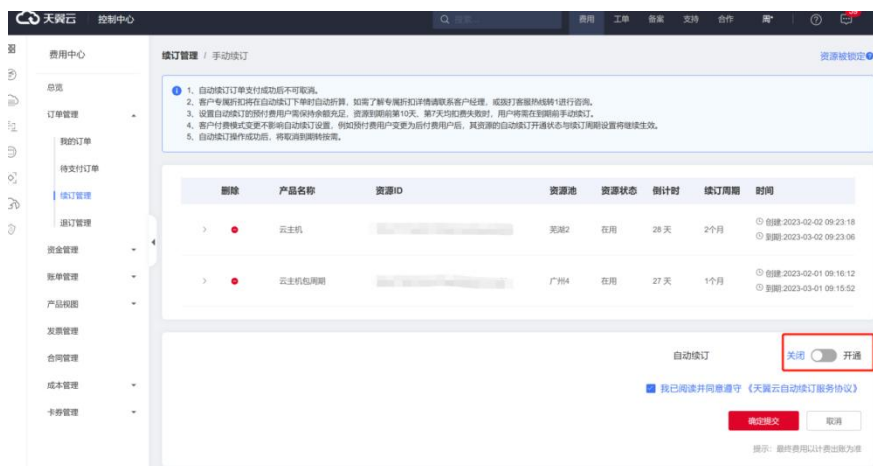 天翼云 控制中心 搜索... 费用 工单 备案 支持 合作 周*
费用中心
续订管理 / 手动续订 资源被锁定
总览
订单管理
我的订单
待支付订单
续订管理
退订管理
资金管理
账单管理
产品视图
发票管理
合同管理
成本管理
卡券管理
1、自动续订订单支付成功后不可取消。
2、客户专属折扣将在自动续订下单时自动折算，如需了解专属折扣详情请联系客户经理，或拨打客服热线转1进行咨询。
3、设置自动续订的预付费用户需保持余额充足，资源到期前第10天、第7天均扣费失败时，用户将需在到期前手动续订。
4、客户付费模式变更不影响自动续订设置，例如预付费用户变更为后付费用户后，其资源的自动续订开通状态与续订周期设置将继续生效。
5、自动续订操作成功后，将取消到期转按需。
删除 产品名称 资源ID 资源池 资源状态 倒计时 续订周期 时间
云主机 芜湖2 在用 28 天 2个月 创建:2023-02-02 09:23:18
到期:2023-03-02 09:23:06
云主机包周期 广州4 在用 27 天 1个月 创建:2023-02-01 09:16:12
到期:2023-03-01 09:15:52
自动续订 关闭 开通
我已阅读并同意遵守《天翼云自动续订服务协议》
确定提交 取消
提示：最终费用以计费出账为准